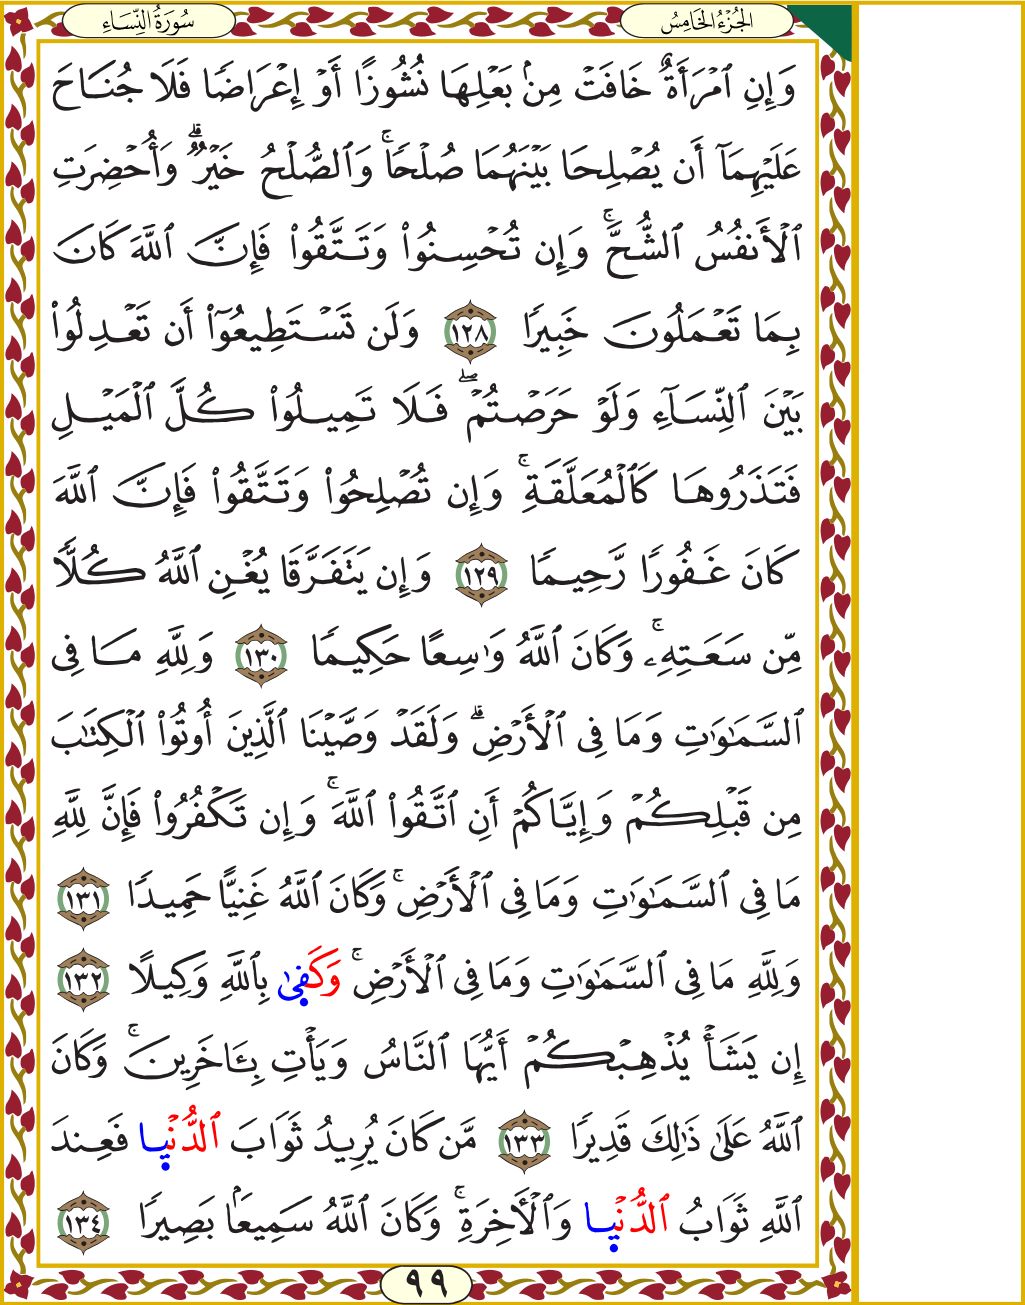 الجُزْءُ الخَامِسُ
سُورَةُ النِّسَاءِ
وَإِنِ ٱمْرَأَةٌ خَافَتْ مِنۢ بَعْلِهَا نُشُوزًا أَوْ إِعْرَاضًا فَلَا جُنَاحَ
عَلَيْهِمَآ أَن يُصْلِحَا بَيْنَهُمَا صُلْحًاۚ وَٱلصُّلْحُ خَيْرٌۗ وَأُحْضِرَتِ
ٱلْأَنفُسُ ٱلشُّحَّۚ وَإِن تُحْسِنُوا۟ وَتَتَّقُوا۟ فَإِنَّ ٱللَّهَ كَانَ
بِمَا تَعْمَلُونَ خَبِيرًا ١٢٨ وَلَن تَسْتَطِيعُوٓا۟ أَن تَعْدِلُوا۟
بَيْنَ ٱلنِّسَآءِ وَلَوْ حَرَصْتُمْۖ فَلَا تَمِيلُوا۟ كُلَّ ٱلْمَيْلِ
فَتَذَرُوهَا كَٱلْمُعَلَّقَةِۚ وَإِن تُصْلِحُوا۟ وَتَتَّقُوا۟ فَإِنَّ ٱللَّهَ
كَانَ غَفُورًا رَّحِيمًا ١٢٩ وَإِن يَتَفَرَّقَا يُغْنِ ٱللَّهُ كُلًّا
مِّن سَعَتِهِۦۚ وَكَانَ ٱللَّهُ وَٰسِعًا حَكِيمًا ١٣٠ وَلِلَّهِ مَا فِى
ٱلسَّمَٰوَٰتِ وَمَا فِى ٱلْأَرْضِۗ وَلَقَدْ وَصَّيْنَا ٱلَّذِينَ أُوتُوا۟ ٱلْكِتَٰبَ
مِن قَبْلِكُمْ وَإِيَّاكُمْ أَنِ ٱتَّقُوا۟ ٱللَّهَۚ وَإِن تَكْفُرُوا۟ فَإِنَّ لِلَّهِ
مَا فِى ٱلسَّمَٰوَٰتِ وَمَا فِى ٱلْأَرْضِۚ وَكَانَ ٱللَّهُ غَنِيًّا حَمِيدًا ١٣١
وَلِلَّهِ مَا فِى ٱلسَّمَٰوَٰتِ وَمَا فِى ٱلْأَرْضِۚ وَكَفٜىٰ بِٱللَّهِ وَكِيلًا ١٣٢
إِن يَشَأْ يُذْهِبْكُمْ أَيُّهَا ٱلنَّاسُ وَيَأْتِ بِـَٔاخَرِينَۚ وَكَانَ
ٱللَّهُ عَلَىٰ ذَٰلِكَ قَدِيرًا ١٣٣ مَّن كَانَ يُرِيدُ ثَوَابَ ٱلدُّنْيٜا فَعِندَ
ٱللَّهِ ثَوَابُ ٱلدُّنْيٜا وَٱلْأَخِرَةِۚ وَكَانَ ٱللَّهُ سَمِيعًۢا بَصِيرًا ١٣٤
٩٩